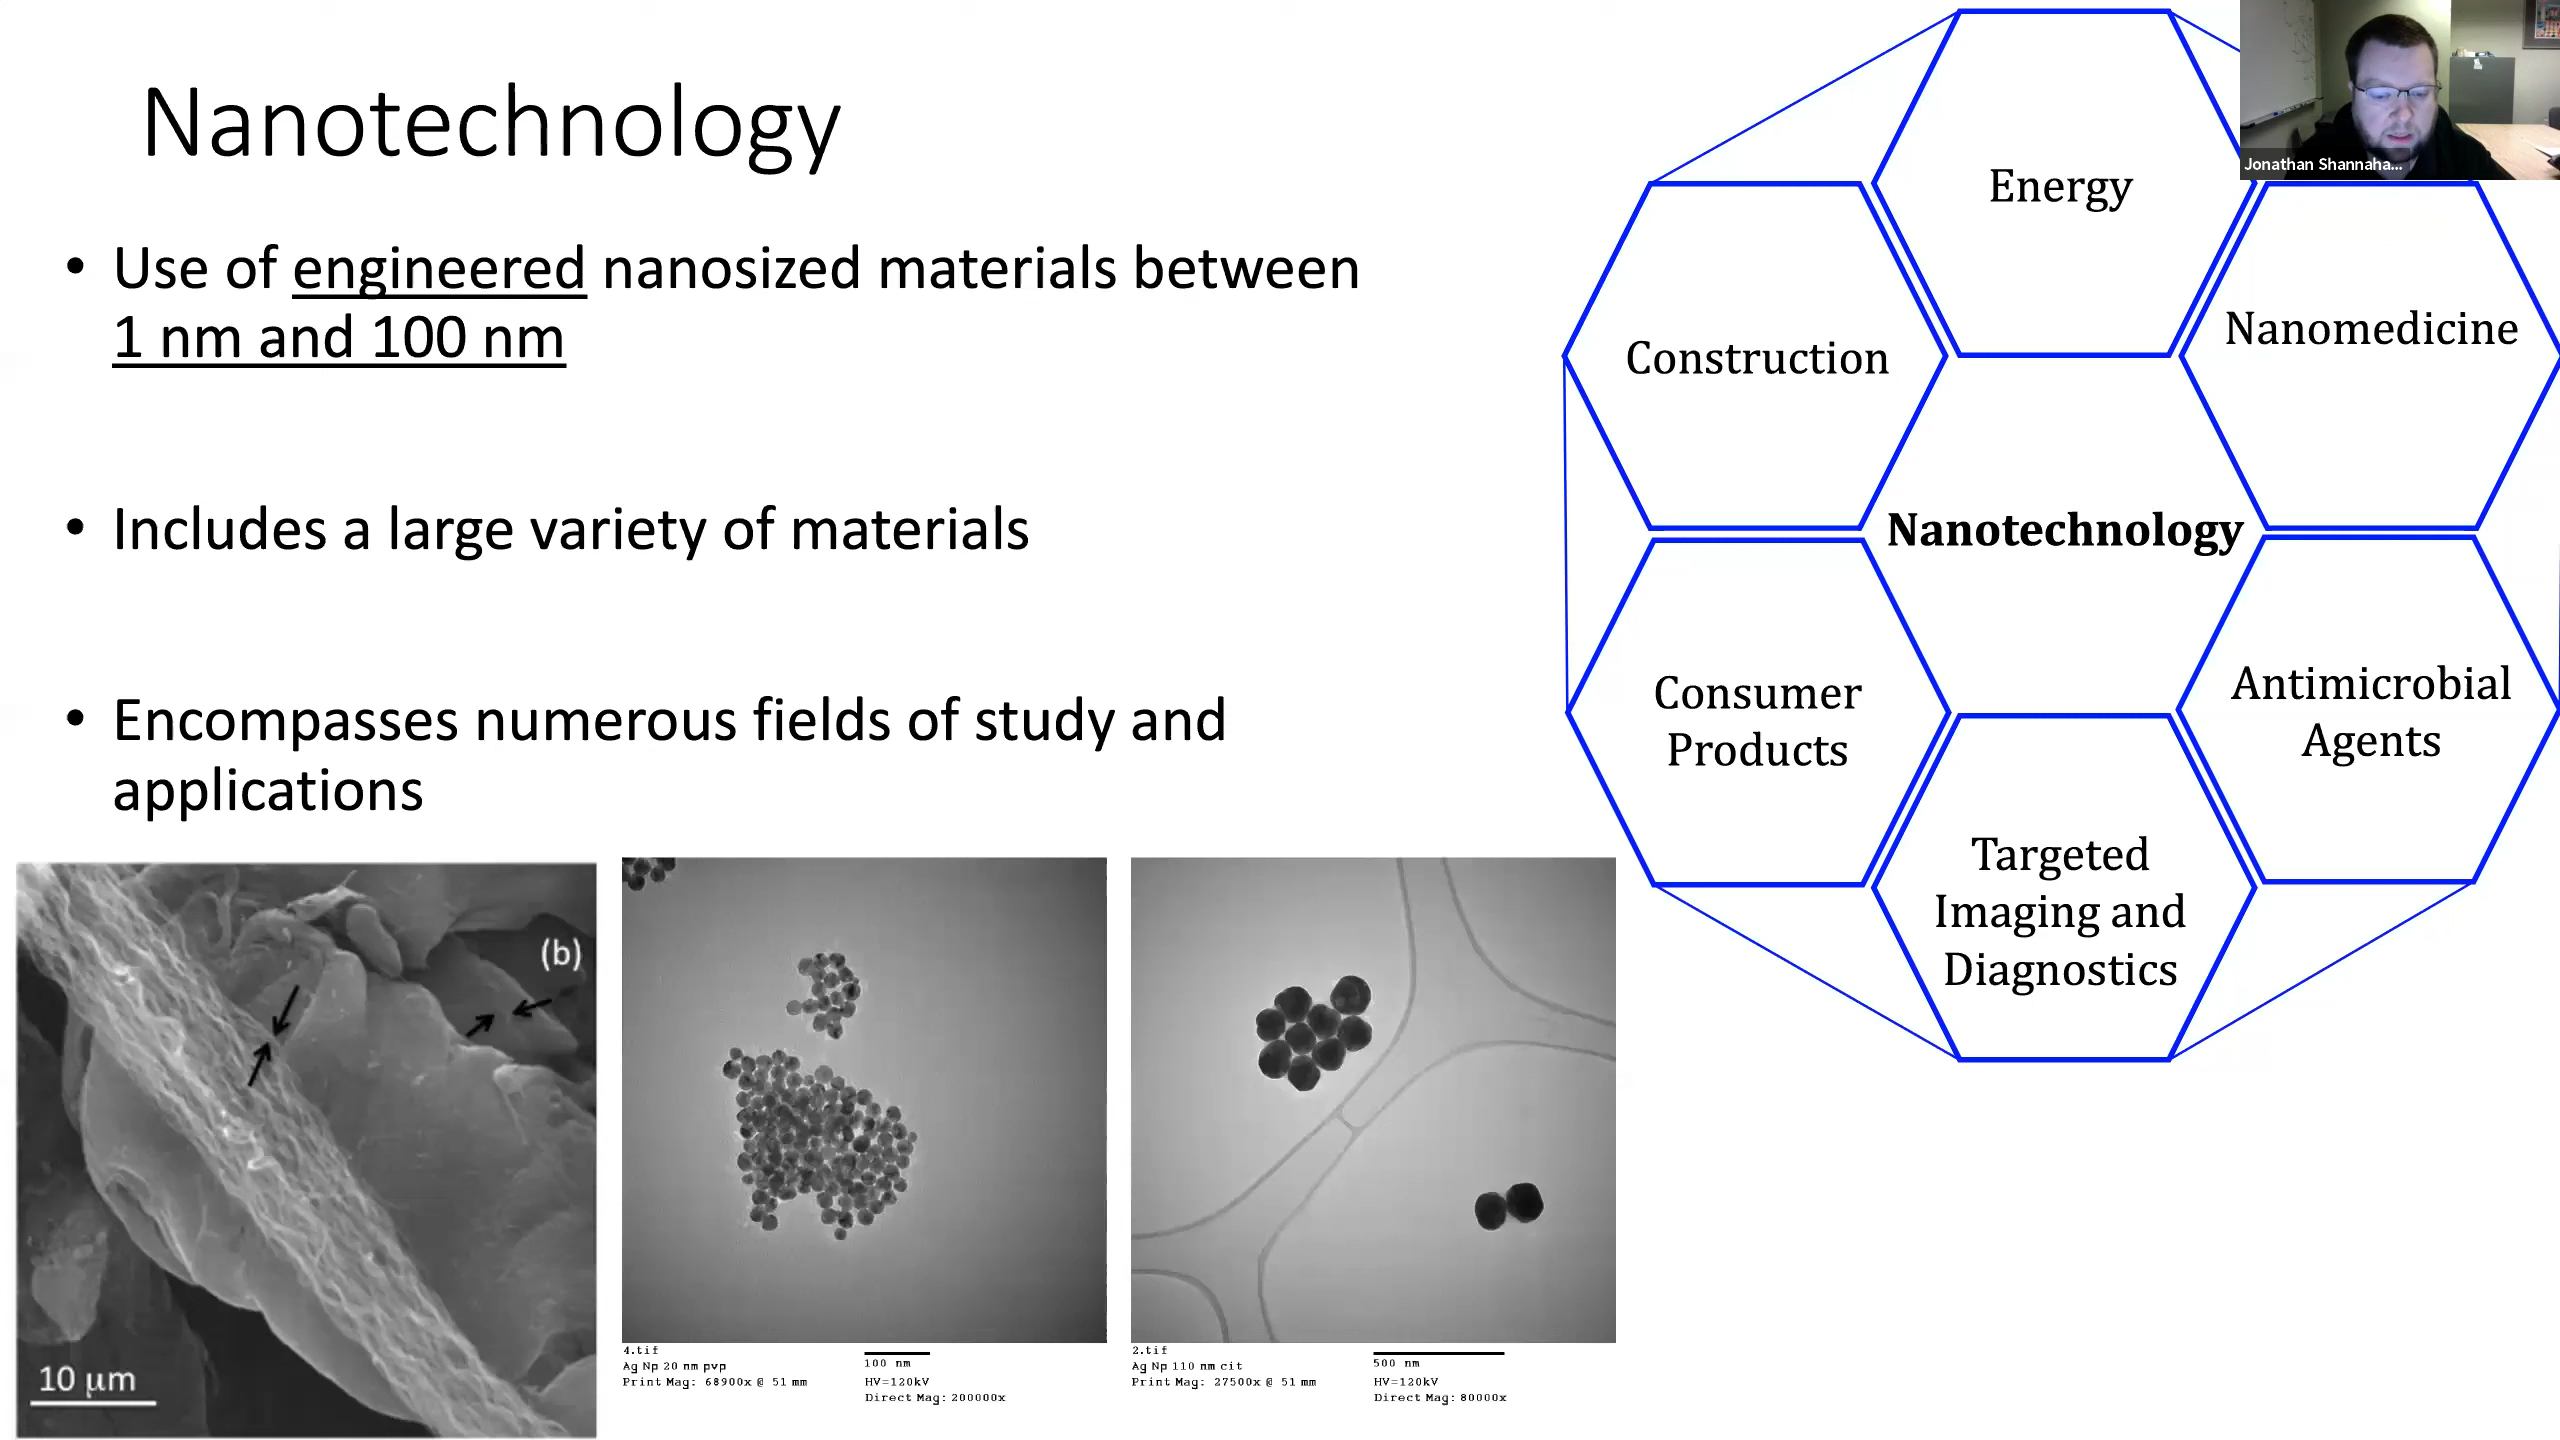 Nanotechnology
• Use of engineered nanosized materials between
1 nm and 100 nm
• Includes a large variety of materials
• Encompasses numerous fields of study and
applications
Energy
Construction
Nanomedicine
Nanotechnology
Consumer
Products
Antimicrobial
Agents
Targeted
Imaging and
Diagnostics
Jonathan Shannaha...
(b)
10 µm
4.tif
Ag Np 20 nm pvp
Print Mag: 68900x @ 51 mm
100 nm
HV=120kV
Direct Mag: 200000x
2.tif
Ag Np 110 nm cit
Print Mag: 27500x @ 51 mm
500 nm
HV=120kV
Direct Mag: 80000x